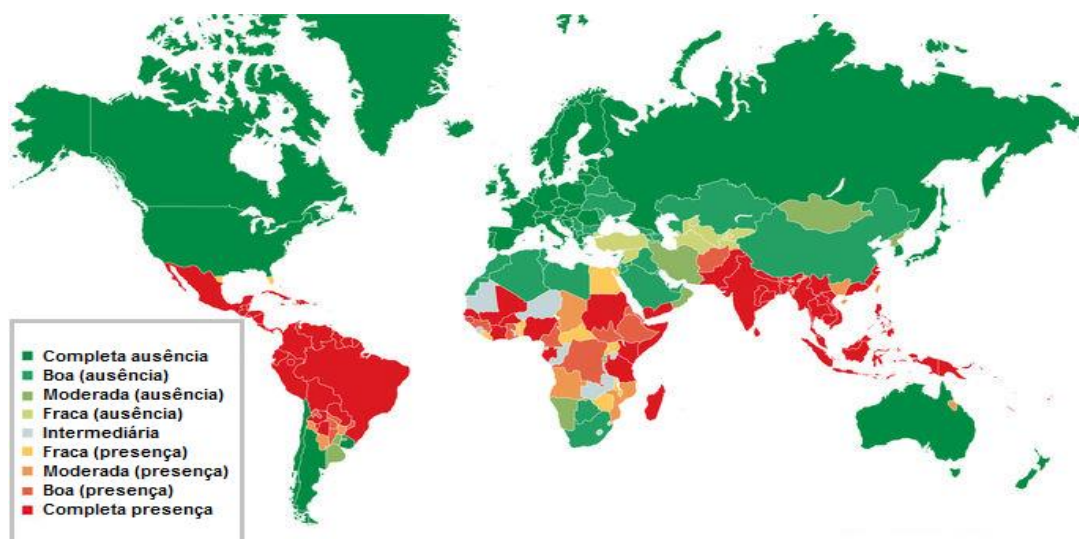 Completa ausência
Boa (ausência)
Moderada (ausência)
Fraca (ausência)
Intermediária
Fraca (presença)
Moderada (presença)
Boa (presença)
Completa presença